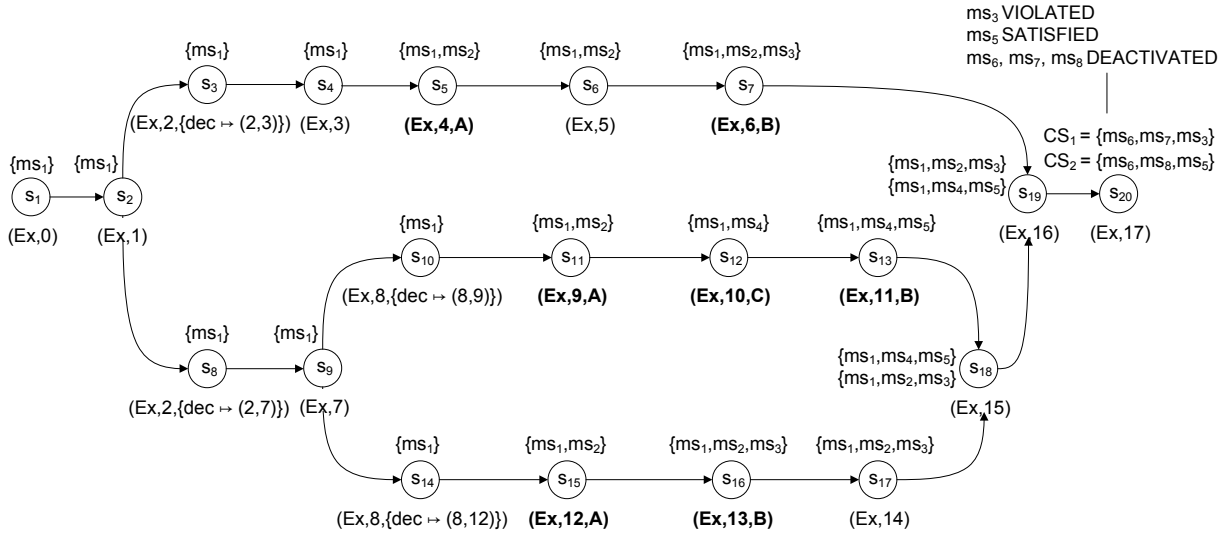 ms₃ VIOLATED
ms₅ SATISFIED
ms₆, ms₇, ms₈ DEACTIVATED
{ms₁}
{ms₁}
{ms₁,ms₂}
{ms₁,ms₂}
{ms₁,ms₂,ms₃}
s₃
s₄
s₅
s₆
s₇
(Ex,2,{dec ↦ (2,3)})
(Ex,3)
(Ex,4,A)
(Ex,5)
(Ex,6,B)
CS₁ = {ms₆,ms₇,ms₃}
CS₂ = {ms₆,ms₈,ms₅}
{ms₁}
{ms₁}
{ms₁,ms₂,ms₃}
{ms₁,ms₄,ms₅}
s₁
s₂
s₁₉
s₂₀
(Ex,0)
(Ex,1)
(Ex,16)
(Ex,17)
{ms₁}
{ms₁,ms₂}
{ms₁,ms₄}
{ms₁,ms₄,ms₅}
s₁₀
s₁₁
s₁₂
s₁₃
(Ex,8,{dec ↦ (8,9)})
(Ex,9,A)
(Ex,10,C)
(Ex,11,B)
{ms₁}
{ms₁}
{ms₁,ms₄,ms₅}
{ms₁,ms₂,ms₃}
s₈
s₉
s₁₈
(Ex,2,{dec ↦ (2,7)})
(Ex,7)
(Ex,15)
{ms₁}
{ms₁,ms₂}
{ms₁,ms₂,ms₃}
{ms₁,ms₂,ms₃}
s₁₄
s₁₅
s₁₆
s₁₇
(Ex,8,{dec ↦ (8,12)})
(Ex,12,A)
(Ex,13,B)
(Ex,14)